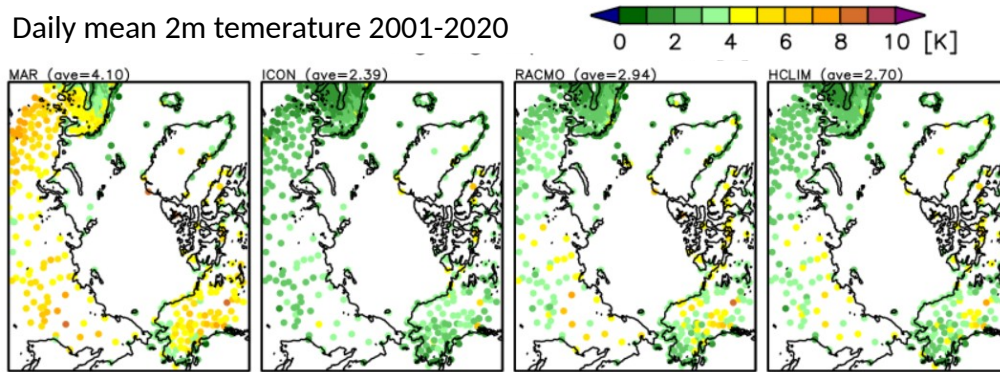 Daily mean 2m temerature 2001-2020
0 2 4 6 8 10 [K]
MAR (ave=4.10) ICON (ave=2.39) RACMO (ave=2.94) HCLIM (ave=2.70)